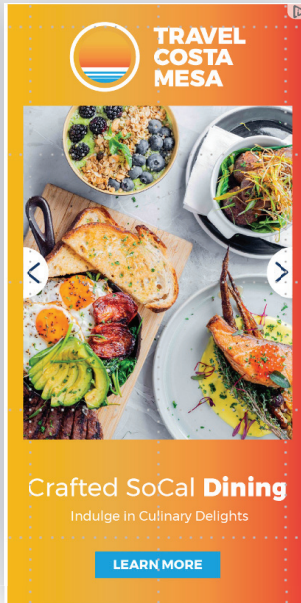 TRAVEL
COSTA
MESA
Crafted SoCal Dining
Indulge in Culinary Delights
LEARN MORE